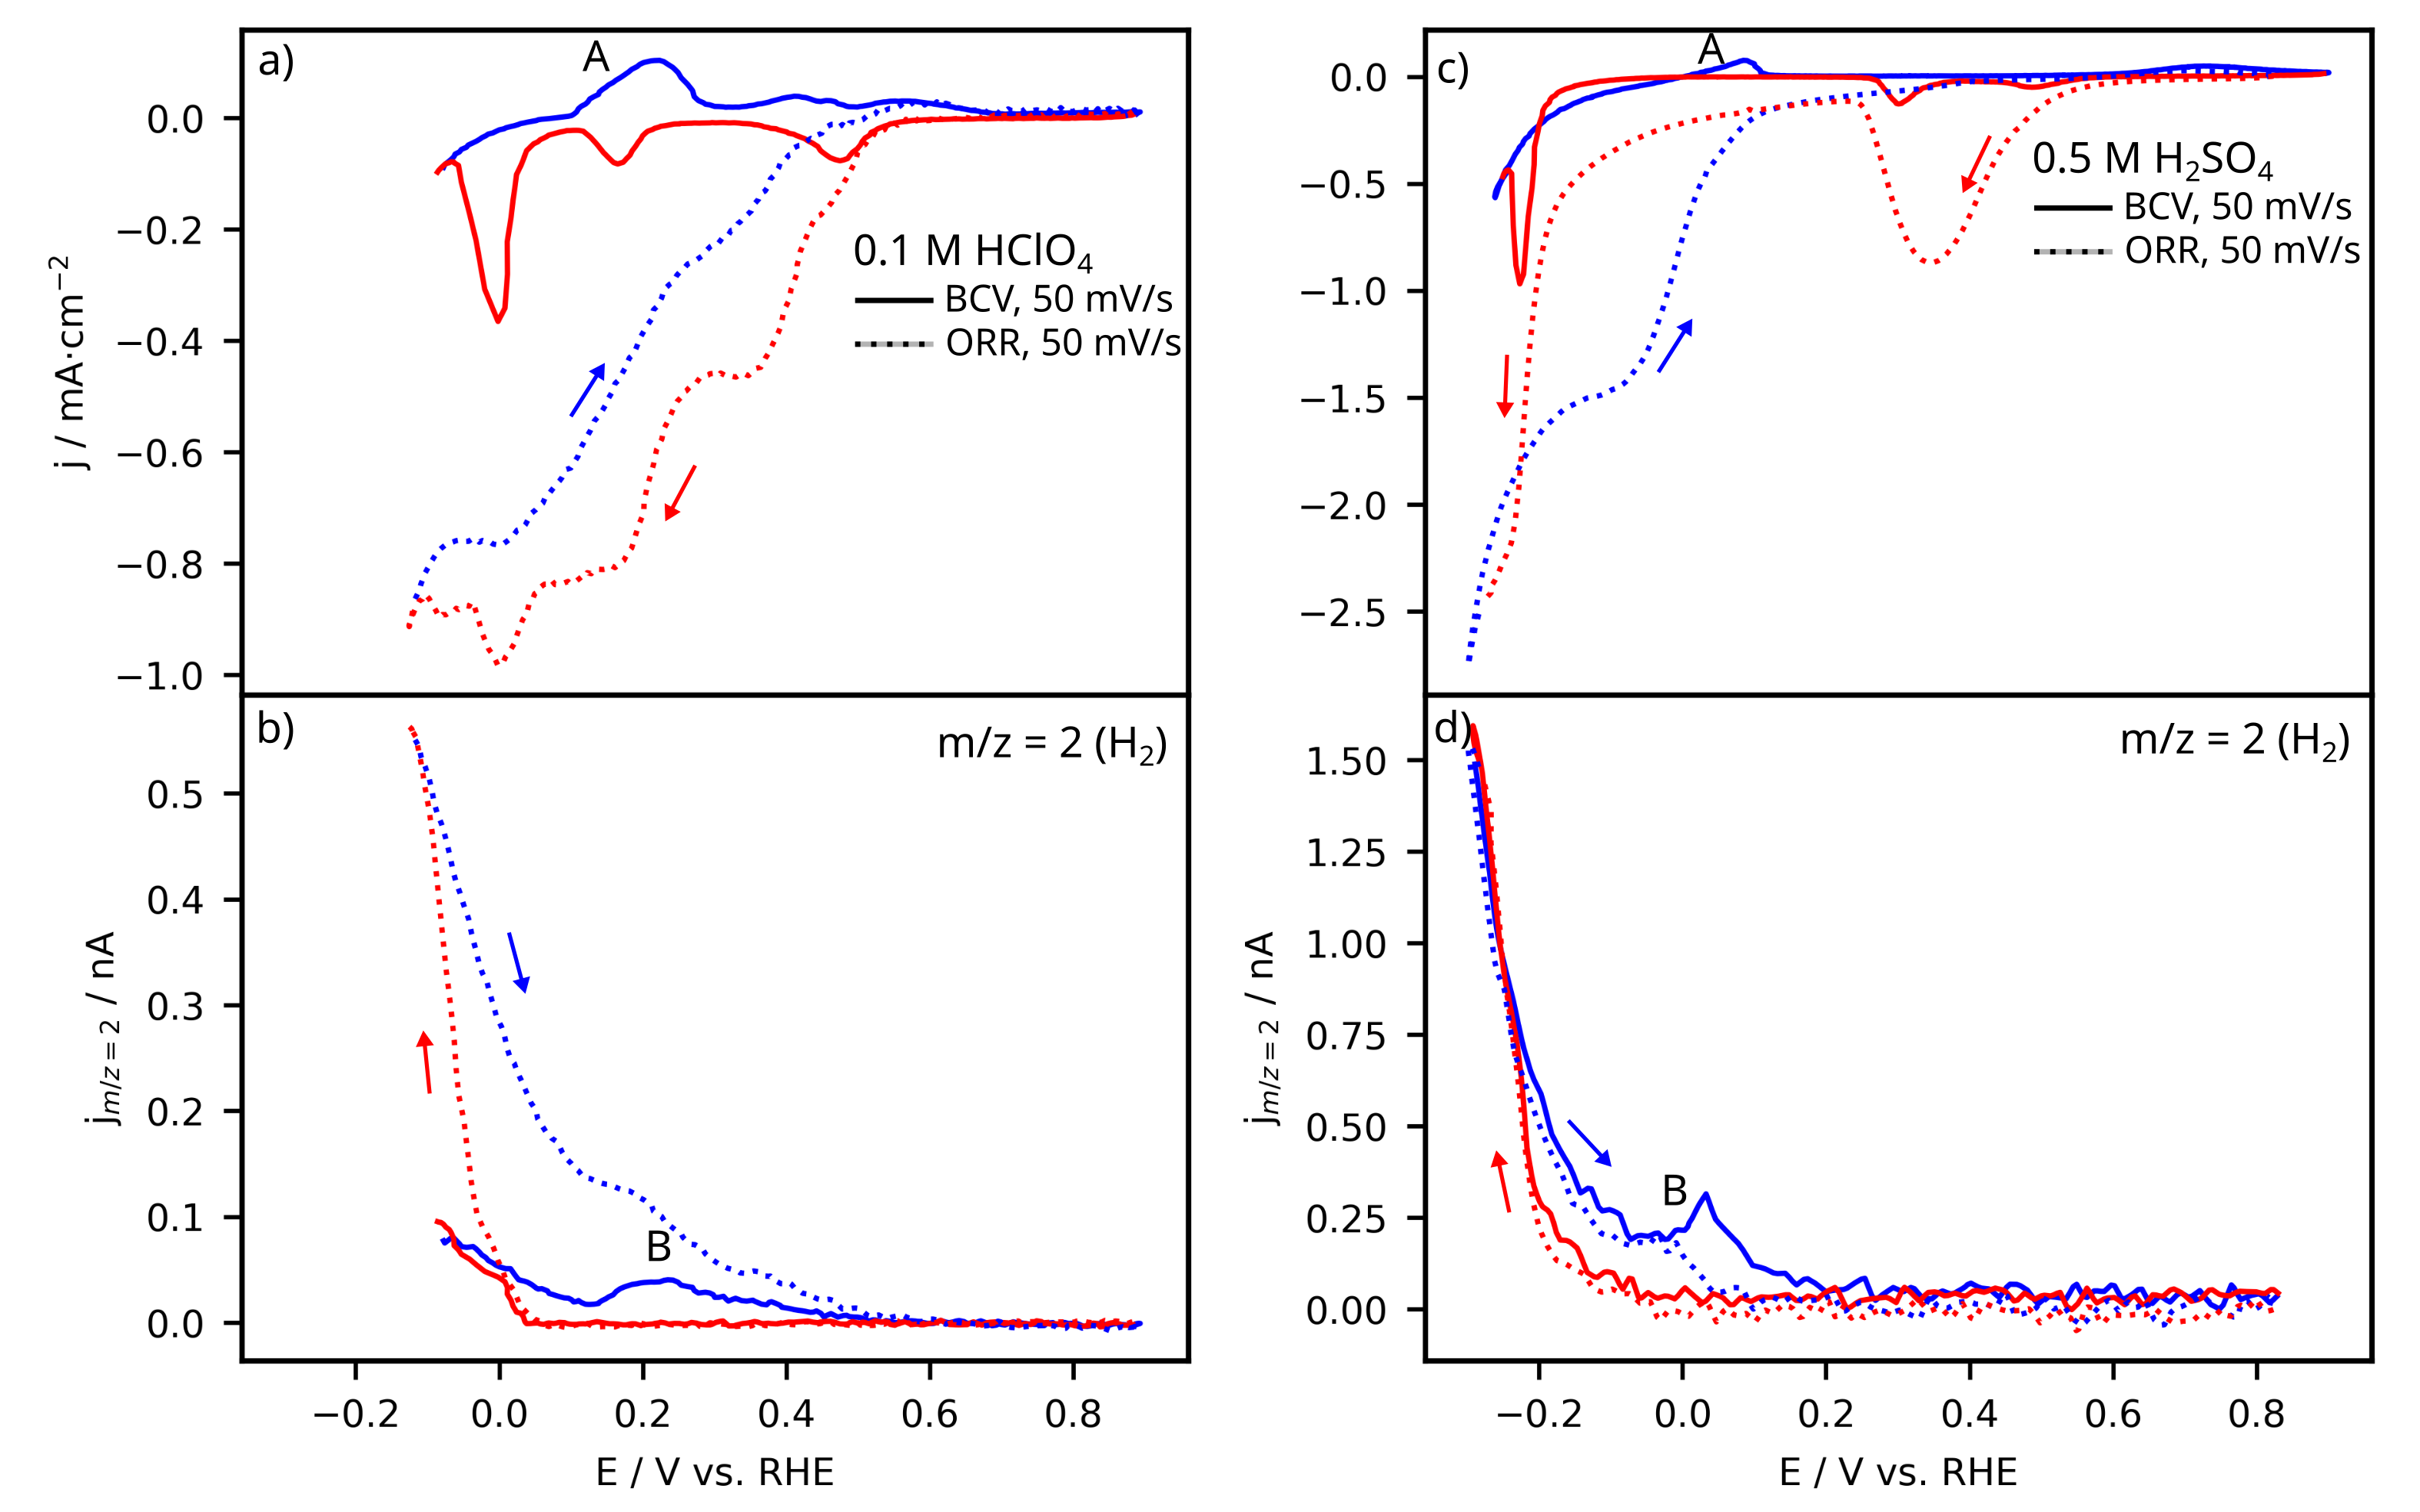 a)
A
0.0
−0.2
−0.4
−0.6
−0.8
−1.0
j / mA·cm⁻²
0.1 M HClO₄
BCV, 50 mV/s
ORR, 50 mV/s
b)
m/z = 2 (H₂)
B
0.5
0.4
0.3
0.2
0.1
0.0
jm/z = 2 / nA
−0.2 0.0 0.2 0.4 0.6 0.8
E / V vs. RHE
c)
A
0.0
−0.5
−1.0
−1.5
−2.0
−2.5
0.5 M H₂SO₄
BCV, 50 mV/s
ORR, 50 mV/s
d)
m/z = 2 (H₂)
B
1.50
1.25
1.00
0.75
0.50
0.25
0.00
jm/z = 2 / nA
−0.2 0.0 0.2 0.4 0.6 0.8
E / V vs. RHE